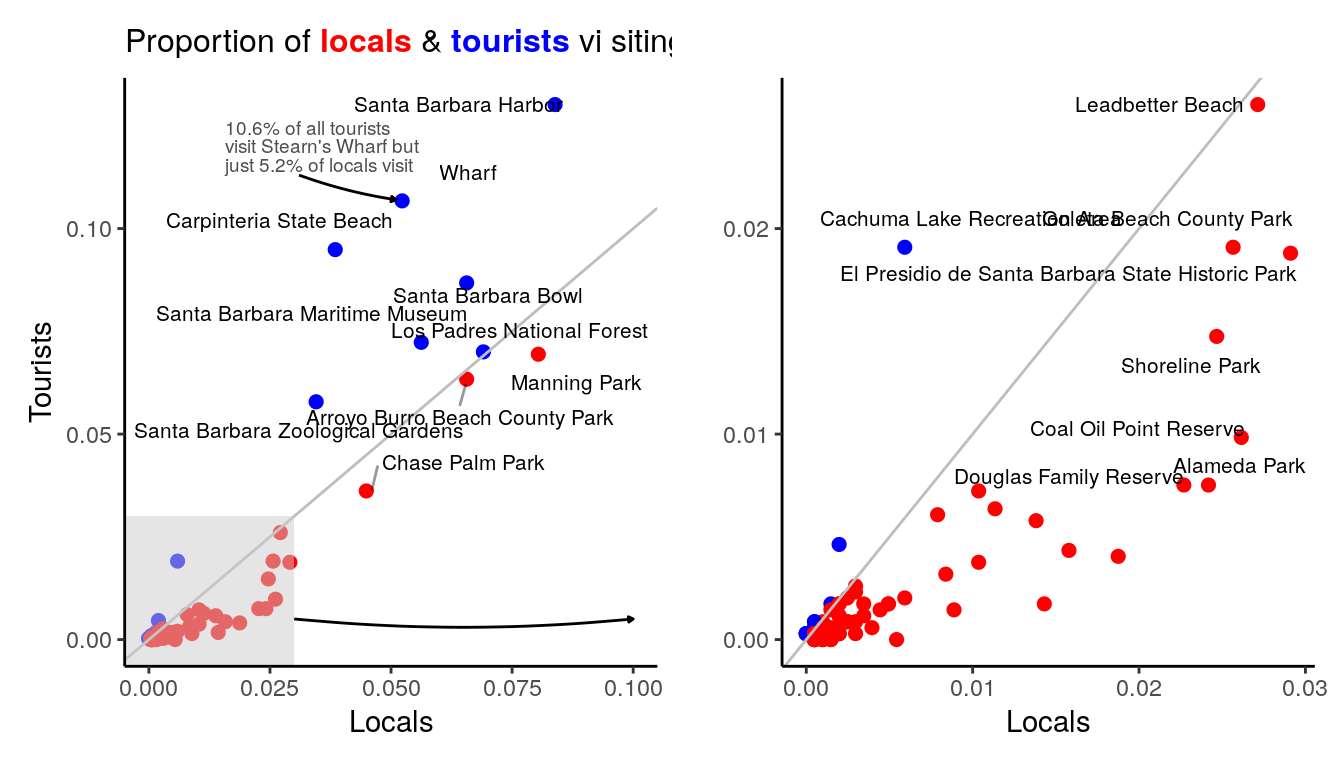 Proportion of locals & tourists vi siting
Santa Barbara Harbor
10.6% of all tourists
visit Stearn's Wharf but
just 5.2% of locals visit
Wharf
Carpinteria State Beach
Santa Barbara Bowl
Santa Barbara Maritime Museum
Los Padres National Forest
Manning Park
Arroyo Burro Beach County Park
Santa Barbara Zoological Gardens
Chase Palm Park
Tourists
0.10
0.05
0.00
0.000 0.025 0.050 0.075 0.100
Locals
Leadbetter Beach
Cachuma Lake Recreation Area
Goleta Beach County Park
El Presidio de Santa Barbara State Historic Park
Shoreline Park
Coal Oil Point Reserve
Alameda Park
Douglas Family Reserve
0.02
0.01
0.00
0.00 0.01 0.02 0.03
Locals